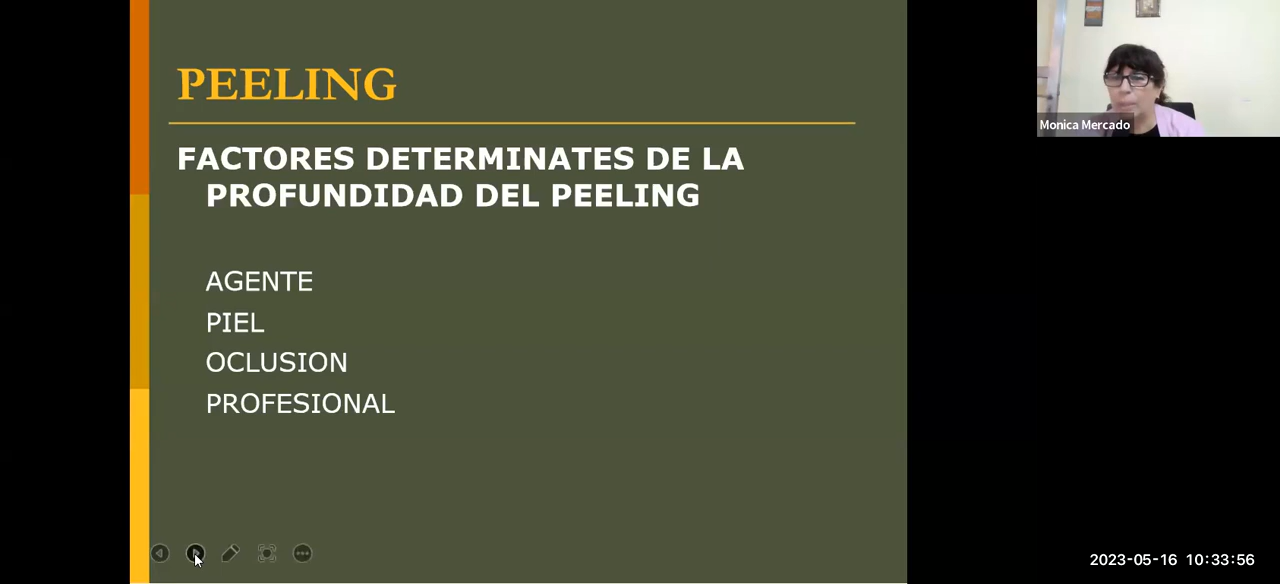 PEELING
FACTORES DETERMINATES DE LA
PROFUNDIDAD DEL PEELING
AGENTE
PIEL
OCLUSION
PROFESIONAL
Monica Mercado
2023-05-16 10:33:56